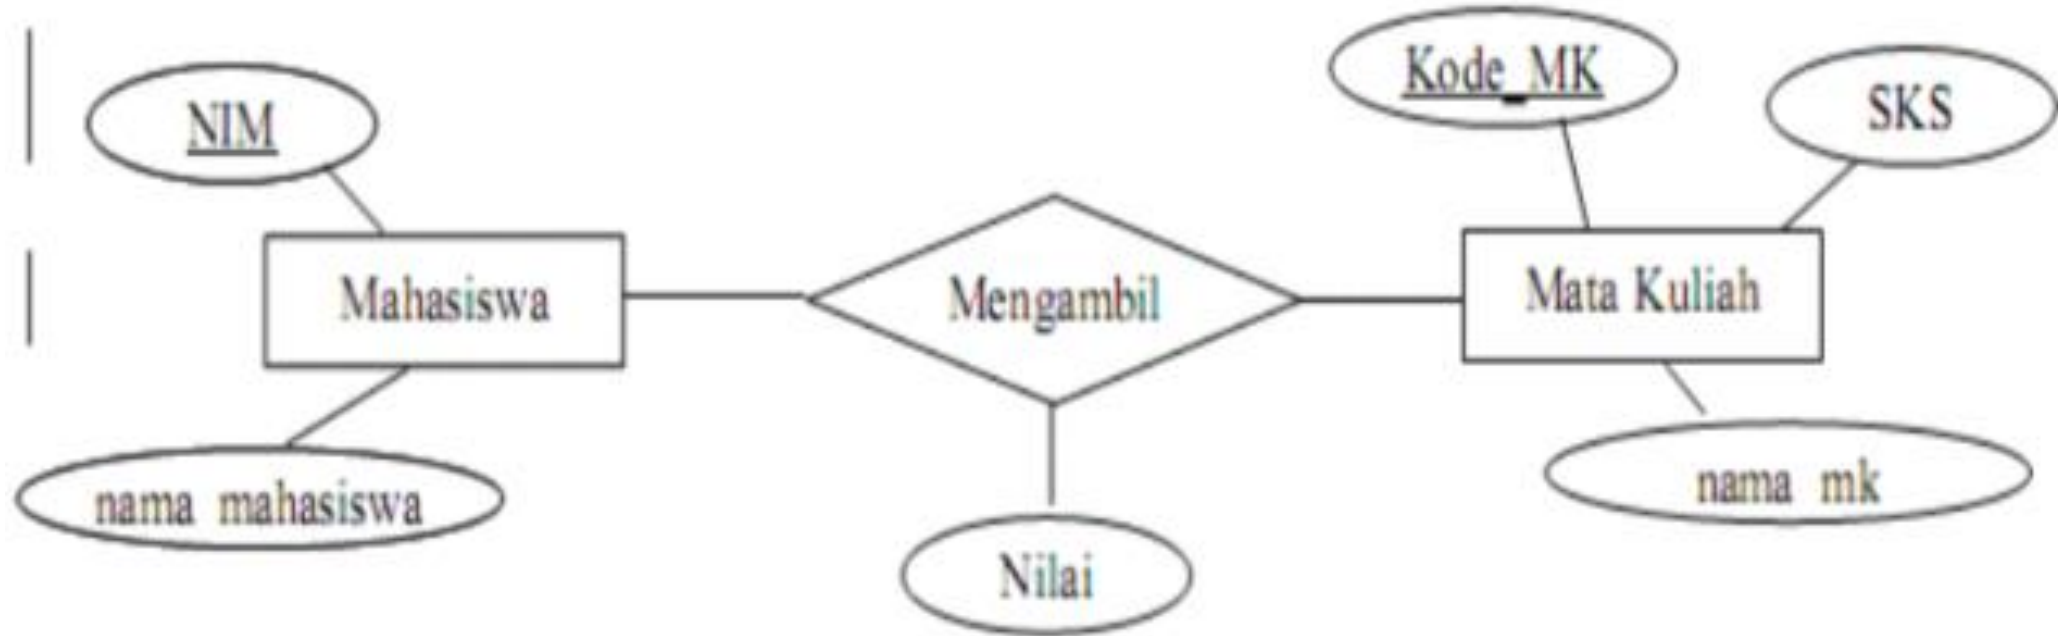 Kode_MK
SKS
NIM
Mahasiswa
Mengambil
Mata Kuliah
nama mahasiswa
nama mk
Nilai